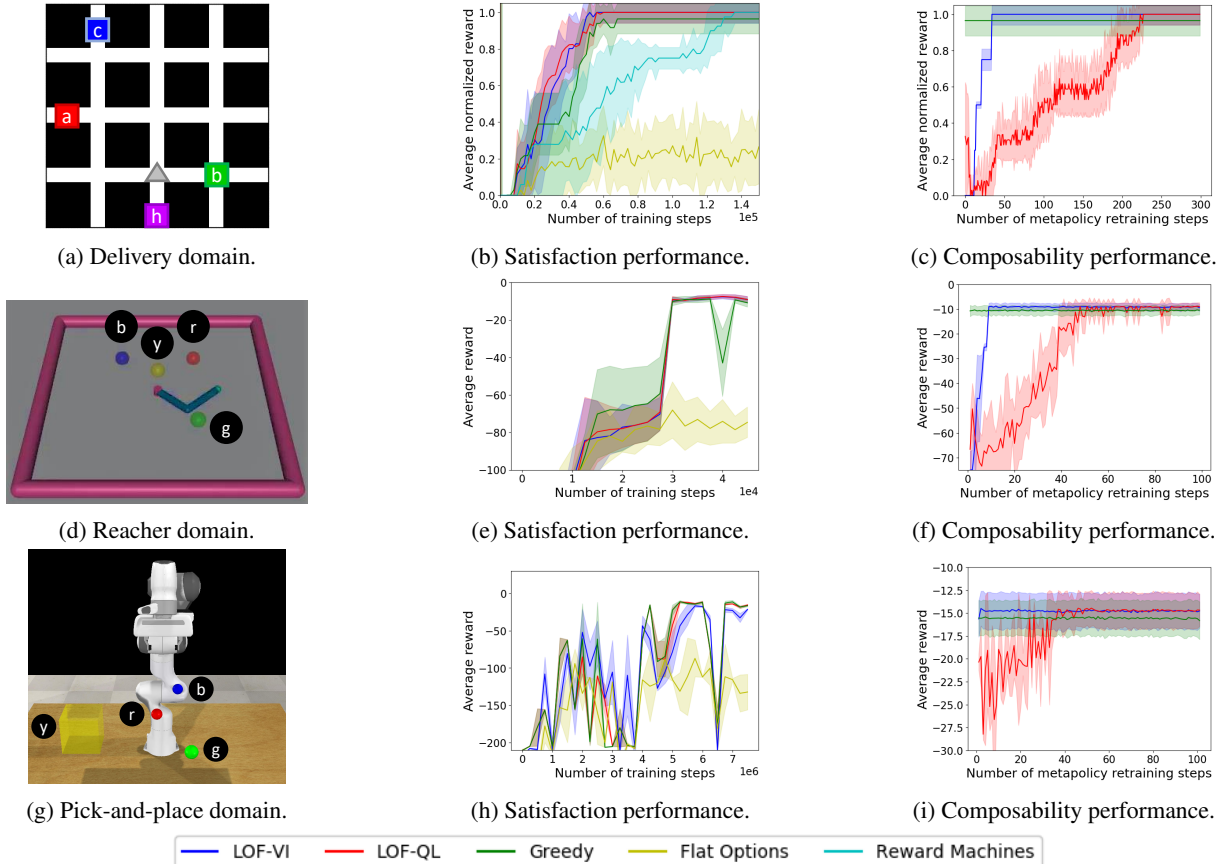 c
a
b
h
(a) Delivery domain.
Average normalized reward
1.0
0.8
0.6
0.4
0.2
0.0
0.0 0.2 0.4 0.6 0.8 1.0 1.2 1.4
1e5
Number of training steps
(b) Satisfaction performance.
Average normalized reward
1.0
0.8
0.6
0.4
0.2
0.0
0 50 100 150 200 250 300
Number of metapolicy retraining steps
(c) Composability performance.
b
r
y
g
(d) Reacher domain.
Average reward
0
−20
−40
−60
−80
−100
0 1 2 3 4
1e4
Number of training steps
(e) Satisfaction performance.
Average reward
0
−10
−20
−30
−40
−50
−60
−70
0 20 40 60 80 100
Number of metapolicy retraining steps
(f) Composability performance.
b
r
y
g
(g) Pick-and-place domain.
Average reward
0
−50
−100
−150
−200
0 1 2 3 4 5 6 7
1e6
Number of training steps
(h) Satisfaction performance.
Average reward
−10.0
−12.5
−15.0
−17.5
−20.0
−22.5
−25.0
−27.5
−30.0
0 20 40 60 80 100
Number of metapolicy retraining steps
(i) Composability performance.
LOF-VI LOF-QL Greedy Flat Options Reward Machines